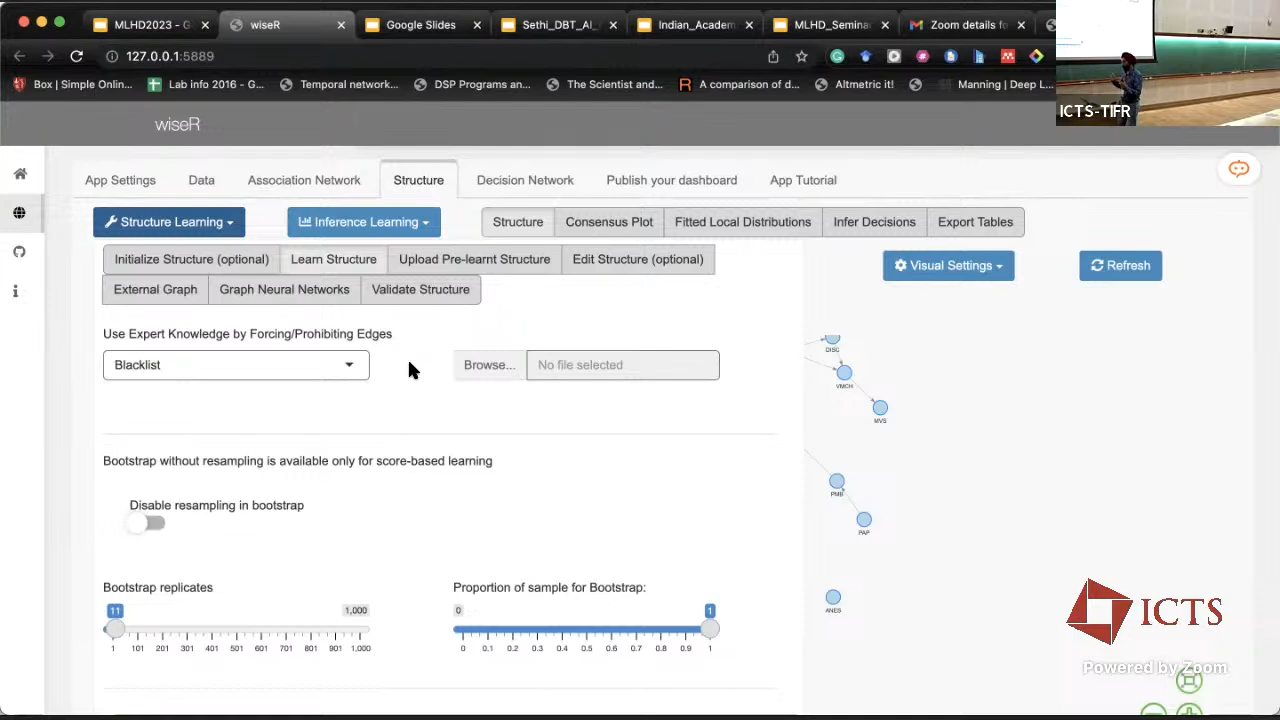 MLHD2023 - G
wiseR
Google Slides
Sethi_DBT_AI_
Indian_Academ
MLHD_Semina
Zoom details fo
127.0.0.1:5889
Box | Simple Onlin...
Lab info 2016 - G...
Temporal network...
DSP Programs an...
The Scientist and...
A comparison of d...
Altmetric it!
Manning | Deep L...
ICTS-TIFR
wiseR
App Settings
Data
Association Network
Structure
Decision Network
Publish your dashboard
App Tutorial
Structure Learning
Inference Learning
Structure
Consensus Plot
Fitted Local Distributions
Infer Decisions
Export Tables
Initialize Structure (optional)
Learn Structure
Upload Pre-learnt Structure
Edit Structure (optional)
Visual Settings
Refresh
External Graph
Graph Neural Networks
Validate Structure
Use Expert Knowledge by Forcing/Prohibiting Edges
Blacklist
Browse...
No file selected
DISC
VMCH
MVS
Bootstrap without resampling is available only for score-based learning
PMB
Disable resampling in bootstrap
PAP
Bootstrap replicates
Proportion of sample for Bootstrap:
ANES
11
1,000
0
1
1 101 201 301 401 501 601 701 801 901 1,000
0 0.1 0.2 0.3 0.4 0.5 0.6 0.7 0.8 0.9 1
ICTS
Powered by Zoom